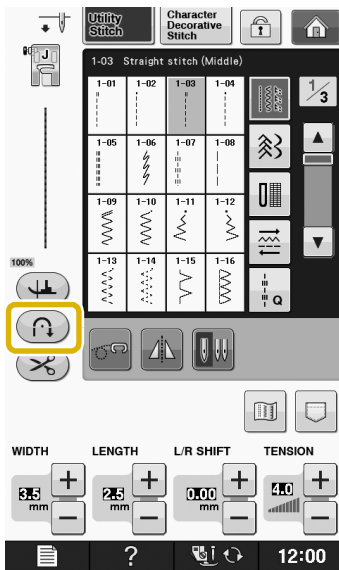 Utility
Stitch
Character
Decorative
Stitch
J
1-03 Straight stitch (Middle)
1/3
1-01 1-02 1-03 1-04
1-05 1-06 1-07 1-08
1-09 1-10 1-11 1-12
1-13 1-14 1-15 1-16
Q
100%
WIDTH LENGTH L/R SHIFT TENSION
3.5 mm 2.5 mm 0.00 mm 4.0
+ + + +
− − − −
? 12:00